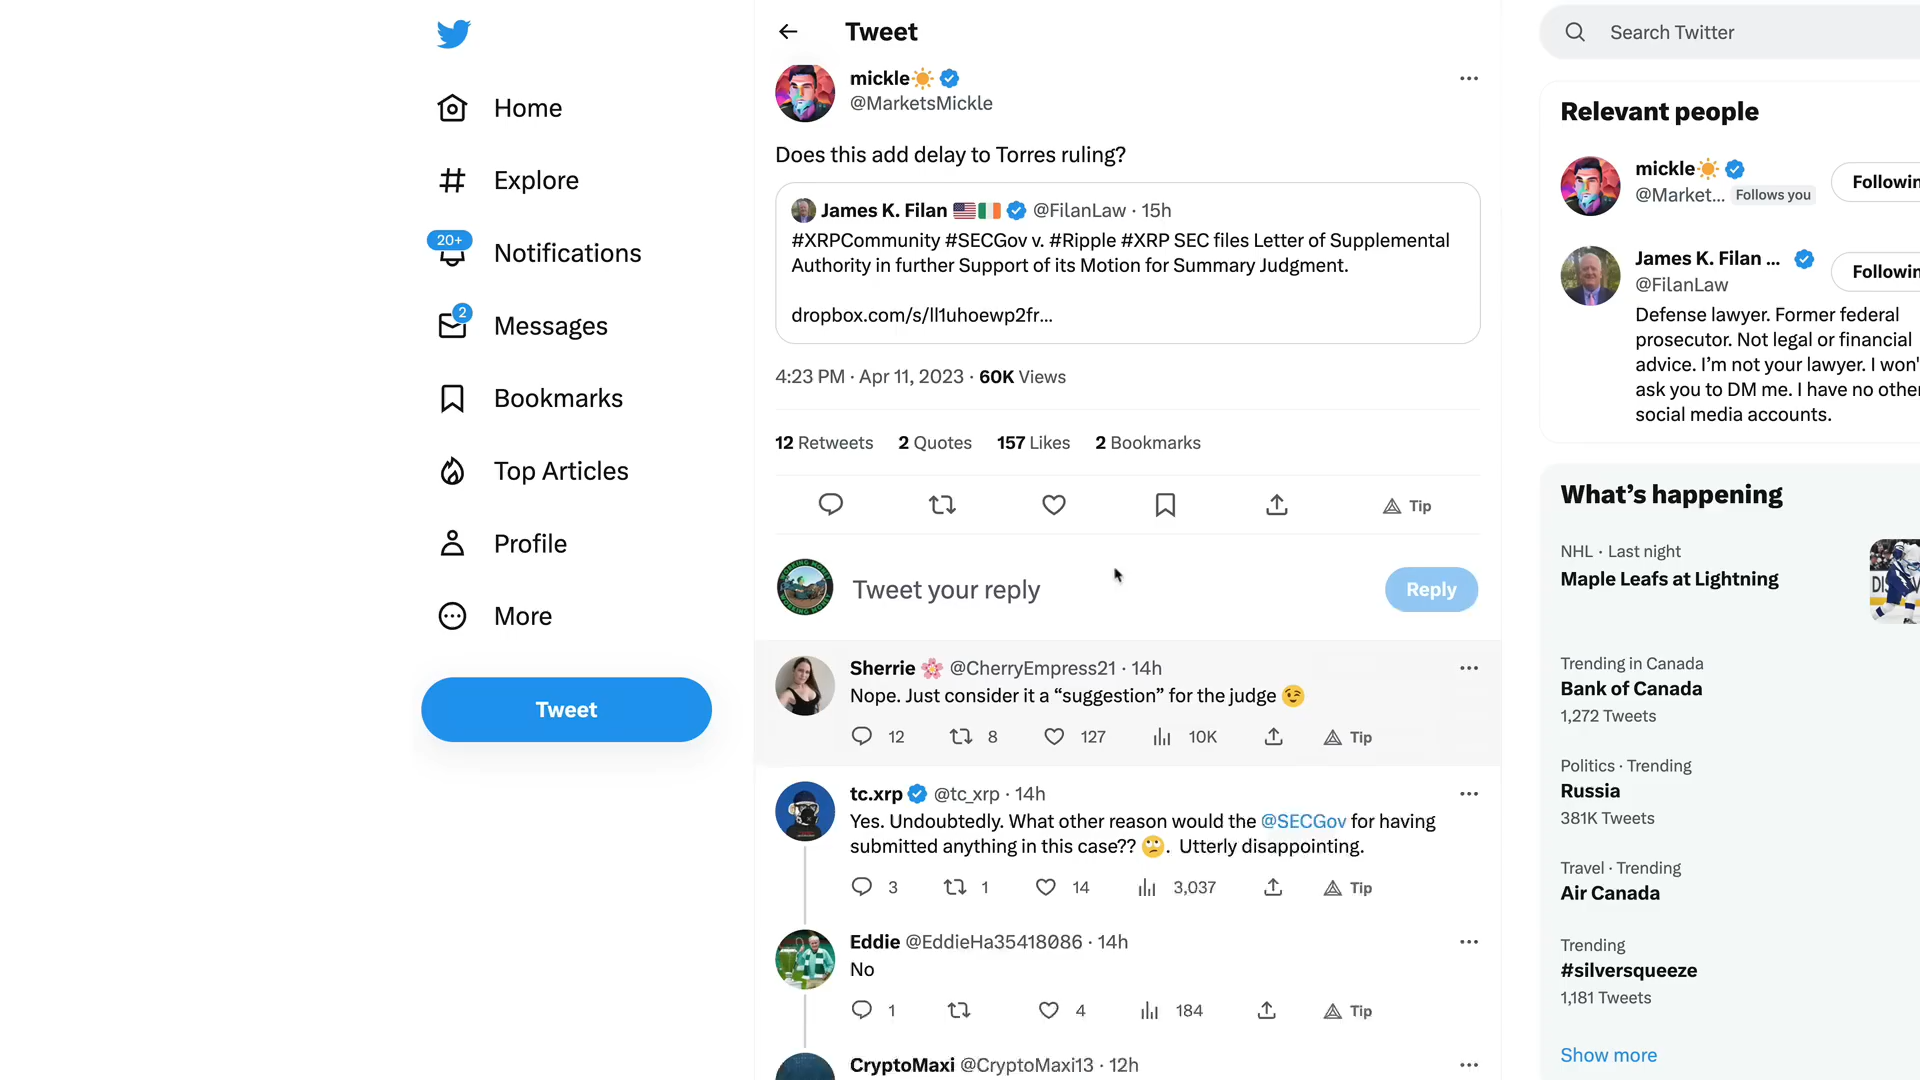 Tweet
Search Twitter
Home
Explore
20+
Notifications
2
Messages
Bookmarks
Top Articles
Profile
More
Tweet
mickle☀️
@MarketsMickle
Does this add delay to Torres ruling?
James K. Filan 🇺🇸🇮🇪 @FilanLaw · 15h
#XRPCommunity #SECGov v. #Ripple #XRP SEC files Letter of Supplemental
Authority in further Support of its Motion for Summary Judgment.
dropbox.com/s/ll1uhoewp2fr...
4:23 PM · Apr 11, 2023 · 60K Views
12 Retweets 2 Quotes 157 Likes 2 Bookmarks
Tip
Tweet your reply
Reply
Sherrie 🌸 @CherryEmpress21 · 14h
Nope. Just consider it a “suggestion” for the judge 😉
12 8 127 10K Tip
tc.xrp @tc_xrp · 14h
Yes. Undoubtedly. What other reason would the @SECGov for having
submitted anything in this case?? 🙄. Utterly disappointing.
3 1 14 3,037 Tip
Eddie @EddieHa35418086 · 14h
No
1 4 184 Tip
CryptoMaxi @CryptoMaxi13 · 12h
Relevant people
mickle☀️
@Market... Follows you
Followin
James K. Filan ...
@FilanLaw
Followin
Defense lawyer. Former federal
prosecutor. Not legal or financial
advice. I’m not your lawyer. I won'
ask you to DM me. I have no other
social media accounts.
What’s happening
NHL · Last night
Maple Leafs at Lightning
Trending in Canada
Bank of Canada
1,272 Tweets
Politics · Trending
Russia
381K Tweets
Travel · Trending
Air Canada
Trending
#silversqueeze
1,181 Tweets
Show more